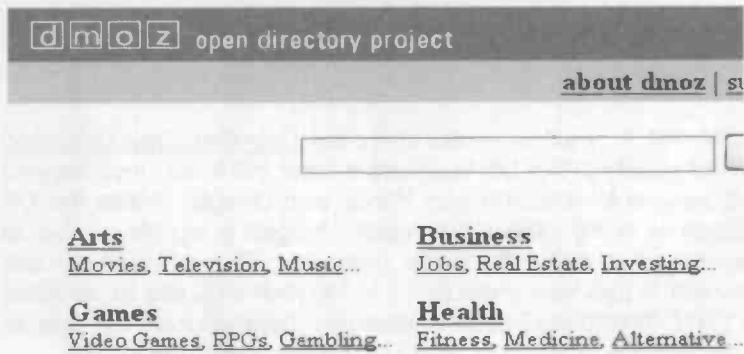 dmoz open directory project
about dmoz |
Arts
Movies, Television, Music...
Business
Jobs, Real Estate, Investing...
Games
Video Games, RPGs, Gambling...
Health
Fitness, Medicine, Alternative...